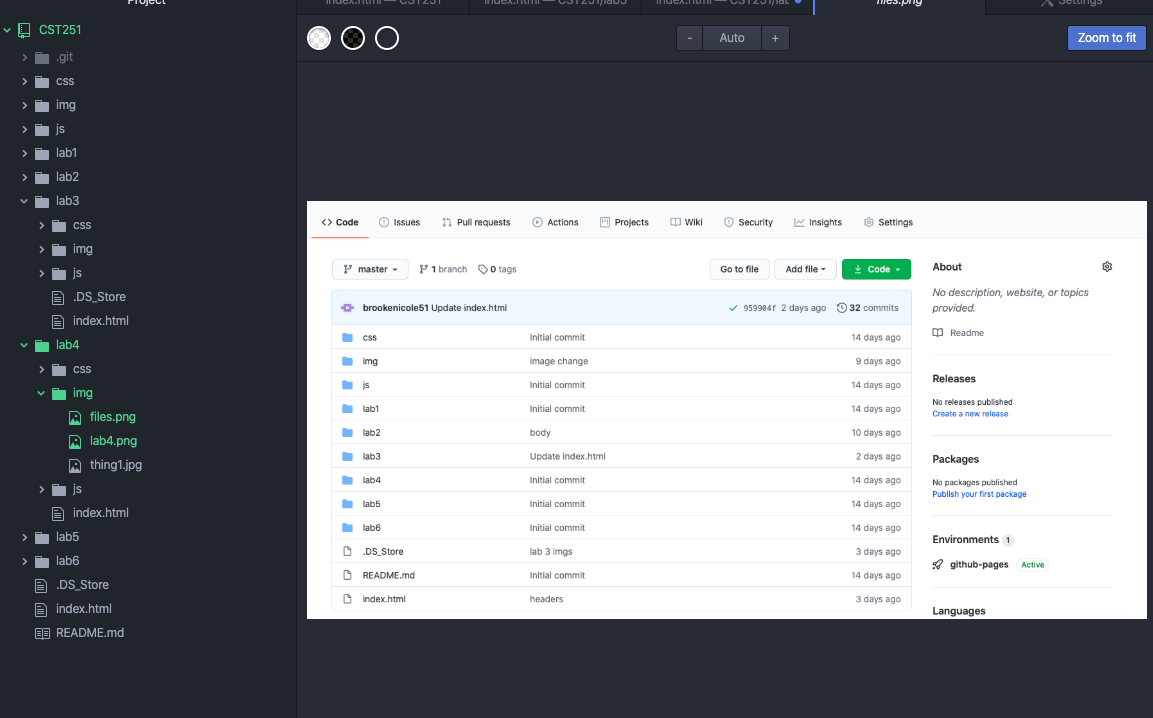 Project
CST251
.git
css
img
js
lab1
lab2
lab3
css
img
js
.DS_Store
index.html
lab4
css
img
files.png
lab4.png
thing1.jpg
js
index.html
lab5
lab6
.DS_Store
index.html
README.md
index.html — CST251
index.html — CST251/lab3
index.html — CST251/lab
files.png
Settings
- Auto +
Zoom to fit
Code Issues Pull requests Actions Projects Wiki Security Insights Settings
master 1 branch 0 tags Go to file Add file Code
brookenicole51 Update index.html 959904f 2 days ago 32 commits
css Initial commit 14 days ago
img image change 9 days ago
js Initial commit 14 days ago
lab1 Initial commit 14 days ago
lab2 body 10 days ago
lab3 Update index.html 2 days ago
lab4 Initial commit 14 days ago
lab5 Initial commit 14 days ago
lab6 Initial commit 14 days ago
.DS_Store lab 3 imgs 3 days ago
README.md Initial commit 14 days ago
index.html headers 3 days ago
About
No description, website, or topics
provided.
Readme
Releases
No releases published
Create a new release
Packages
No packages published
Publish your first package
Environments 1
github-pages Active
Languages